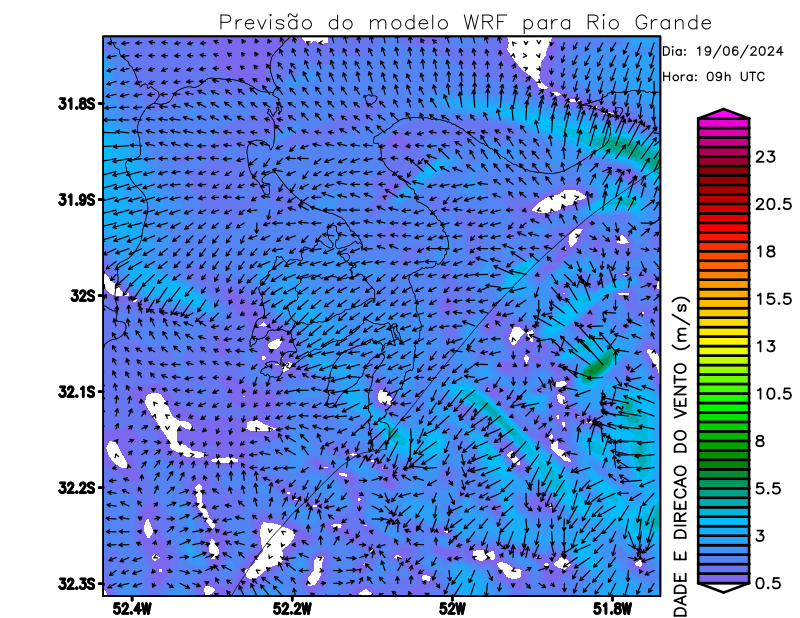 Previsão do modelo WRF para Rio Grande
Dia: 19/06/2024
Hora: 09h UTC
31.8S
31.9S
32S
32.1S
32.2S
32.3S
52.4W
52.2W
52W
51.8W
23
20.5
18
15.5
13
10.5
8
5.5
3
0.5
DADE E DIRECAO DO VENTO (m/s)